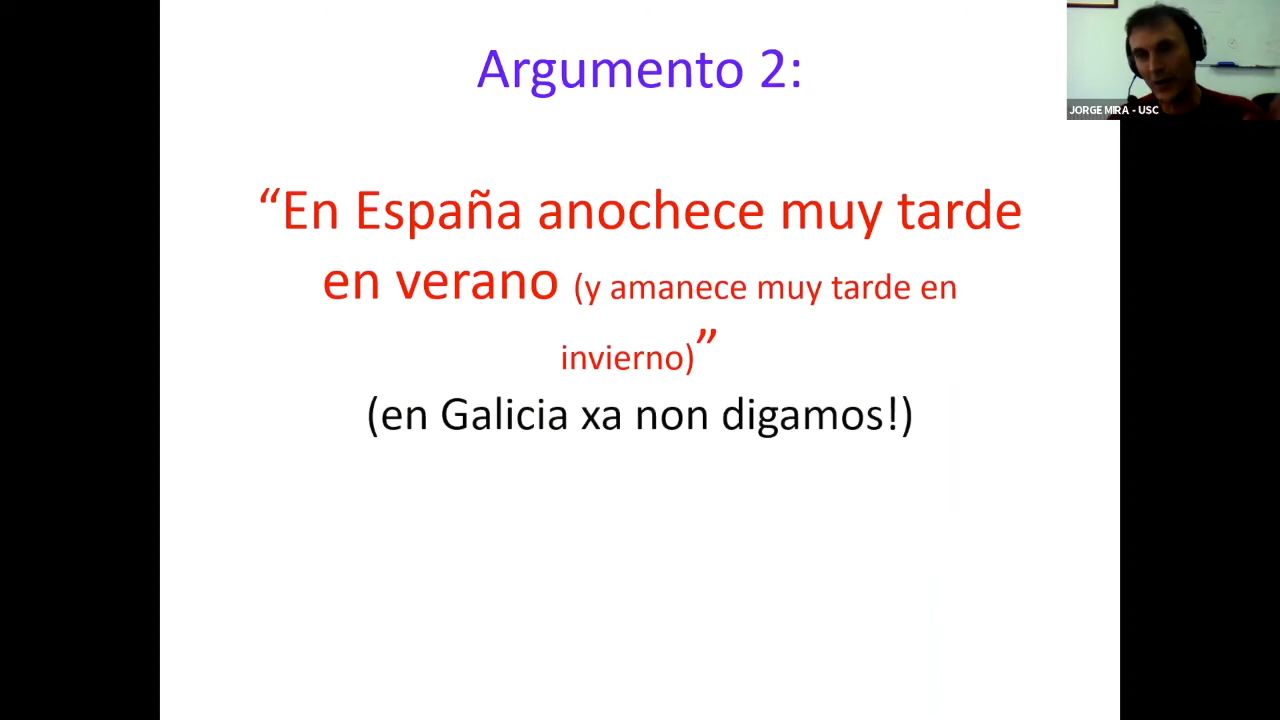 Argumento 2:
JORGE MIRA - USC
“En España anochece muy tarde
en verano (y amanece muy tarde en
invierno)”
(en Galicia xa non digamos!)